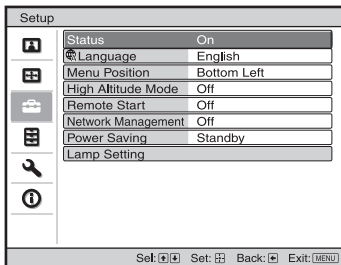 Setup
Status On
Language English
Menu Position Bottom Left
High Altitude Mode Off
Remote Start Off
Network Management Off
Power Saving Standby
Lamp Setting
Sel: Set: Back: Exit: MENU